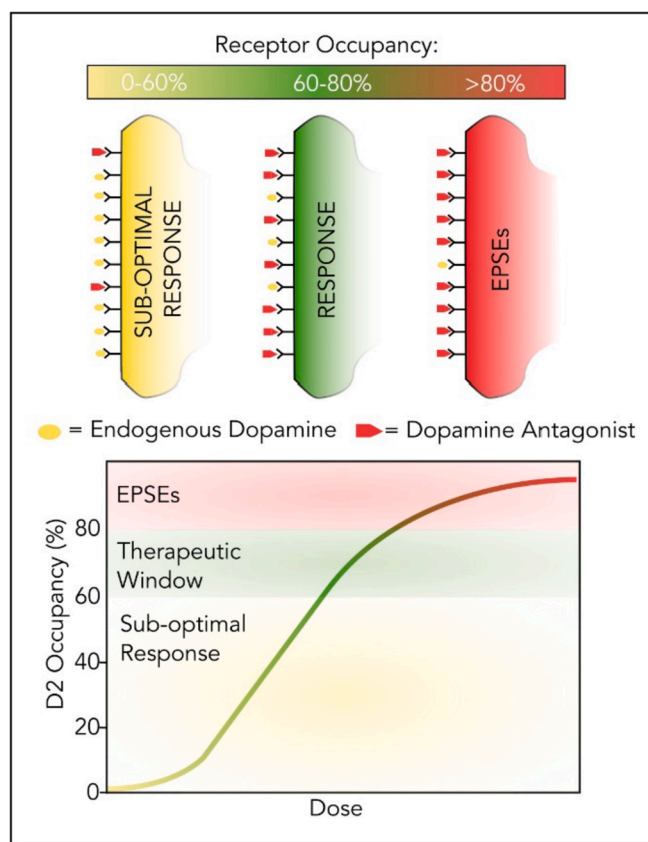 Receptor Occupancy:
0-60% 60-80% >80%
SUB-OPTIMAL
RESPONSE
RESPONSE
EPSEs
= Endogenous Dopamine = Dopamine Antagonist
EPSEs
80
Therapeutic
Window
60
Sub-optimal
Response
40
20
0
D2 Occupancy (%)
Dose